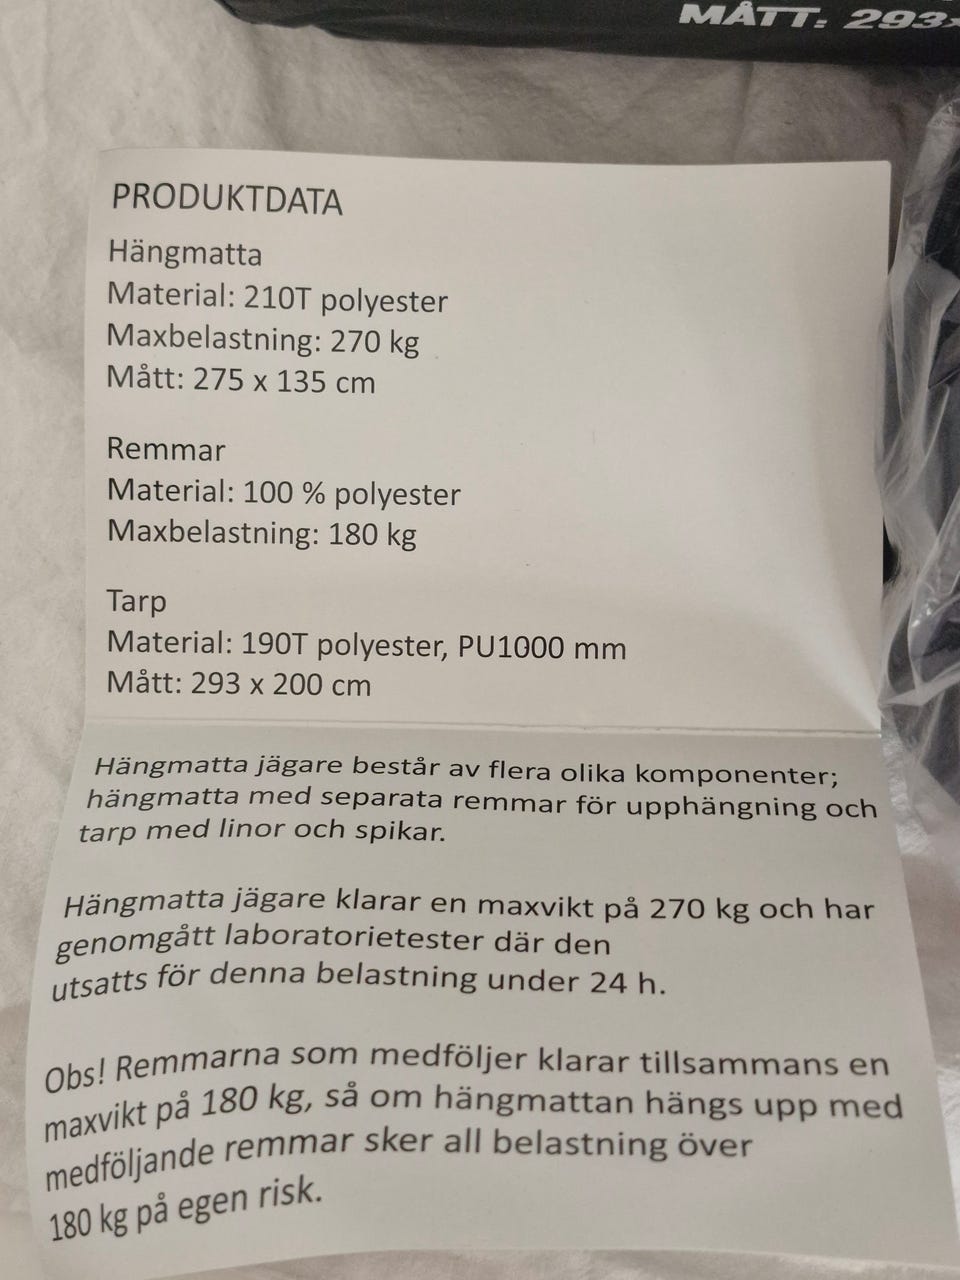 MÅTT: 293
PRODUKTDATA
Hängmatta
Material: 210T polyester
Maxbelastning: 270 kg
Mått: 275 x 135 cm
Remmar
Material: 100 % polyester
Maxbelastning: 180 kg
Tarp
Material: 190T polyester, PU1000 mm
Mått: 293 x 200 cm
Hängmatta jägare består av flera olika komponenter;
hängmatta med separata remmar för upphängning och
tarp med linor och spikar.
Hängmatta jägare klarar en maxvikt på 270 kg och har
genomgått laboratorietester där den
utsatts för denna belastning under 24 h.
Obs! Remmarna som medföljer klarar tillsammans en
maxvikt på 180 kg, så om hängmattan hängs upp med
medföljande remmar sker all belastning över
180 kg på egen risk.